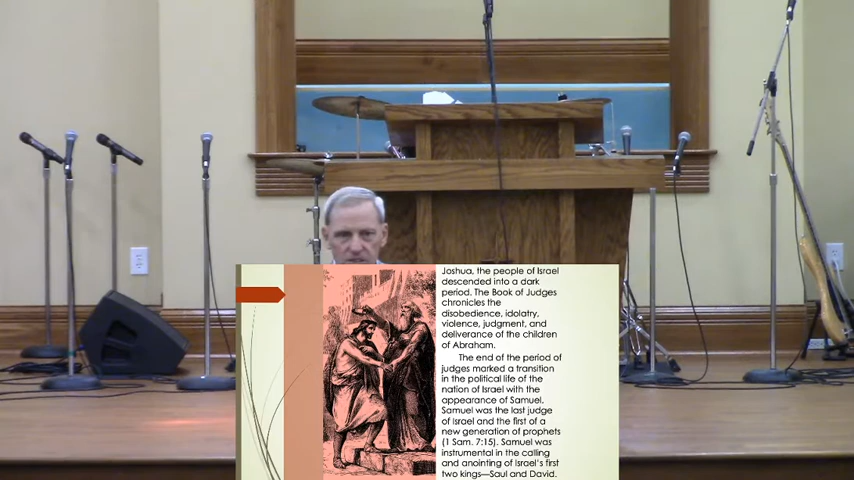 Joshua, the people of Israel
descended into a dark
period. The Book of Judges
chronicles the
disobedience, idolatry,
violence, judgment, and
deliverance of the children
of Abraham.
The end of the period of
judges marked a transition
in the political life of the
nation of Israel with the
appearance of Samuel.
Samuel was the last judge
of Israel and the first of a
new generation of prophets
(1 Sam. 7:15). Samuel was
instrumental in the calling
and anointing of Israel's first
two kings—Saul and David.